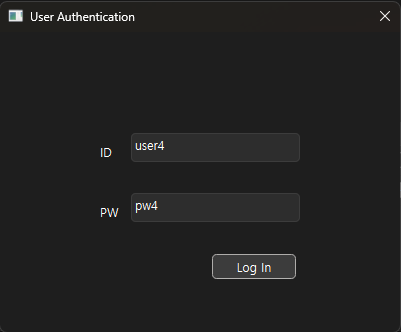 User Authentication
ID
user4
PW
pw4
Log In